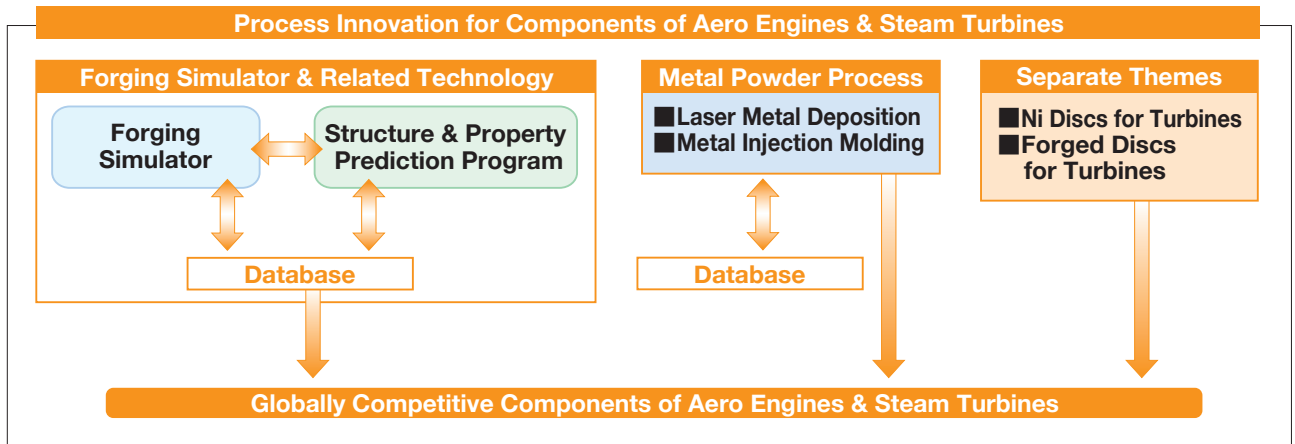 Process Innovation for Components of Aero Engines & Steam Turbines
Forging Simulator & Related Technology
Forging
Simulator
Structure & Property
Prediction Program
Database
Metal Powder Process
■Laser Metal Deposition
■Metal Injection Molding
Database
Separate Themes
■Ni Discs for Turbines
■Forged Discs
for Turbines
Globally Competitive Components of Aero Engines & Steam Turbines